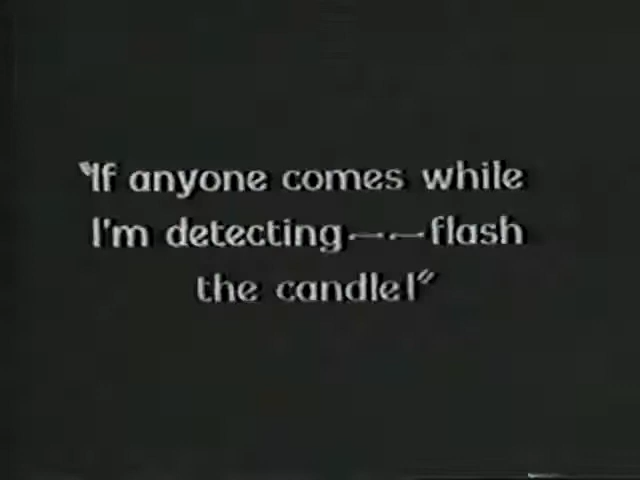 "If anyone comes while
I'm detecting——flash
the candle!"